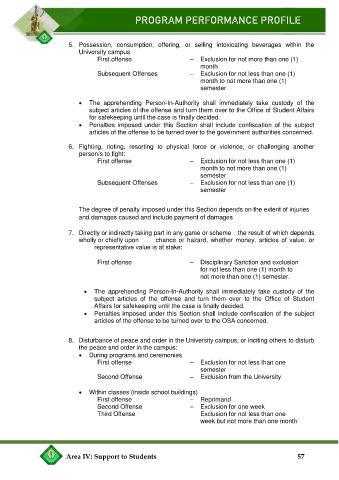 PROGRAM PERFORMANCE PROFILE
5. Possession, consumption, offering, or selling intoxicating beverages within the
University campus:
First offense – Exclusion for not more than one (1)
month
Subsequent Offenses – Exclusion for not less than one (1)
month to not more than one (1)
semester.
• The apprehending Person-In-Authority shall immediately take custody of the
subject articles of the offense and turn them over to the Office of Student Affairs
for safekeeping until the case is finally decided.
• Penalties imposed under this Section shall include confiscation of the subject
articles of the offense to be turned over to the government authorities concerned.
6. Fighting, rioting, resorting to physical force or violence, or challenging another
person/s to fight:
First offense – Exclusion for not less than one (1)
month to not more than one (1)
semester
Subsequent Offenses – Exclusion for not less than one (1)
semester
The degree of penalty imposed under this Section depends on the extent of injuries
and damages caused and include payment of damages
7. Directly or indirectly taking part in any game or scheme the result of which depends
wholly or chiefly upon chance or hazard, whether money, articles of value, or
representative value is at stake:
First offense – Disciplinary Sanction and exclusion
for not less than one (1) month to
not more than one (1) semester.
• The apprehending Person-In-Authority shall immediately take custody of the
subject articles of the offense and turn them over to the Office of Student
Affairs for safekeeping until the case is finally decided.
• Penalties imposed under this Section shall include confiscation of the subject
articles of the offense to be turned over to the OSA concerned.
8. Disturbance of peace and order in the University campus, or inciting others to disturb
the peace and order in the campus:
• During programs and ceremonies
First offense – Exclusion for not less than one
semester
Second Offense – Exclusion from the University
• Within classes (inside school buildings)
First offense – Reprimand
Second Offense – Exclusion for one week
Third Offense Exclusion for not less than one
week but not more than one month
Area IV: Support to Students 57